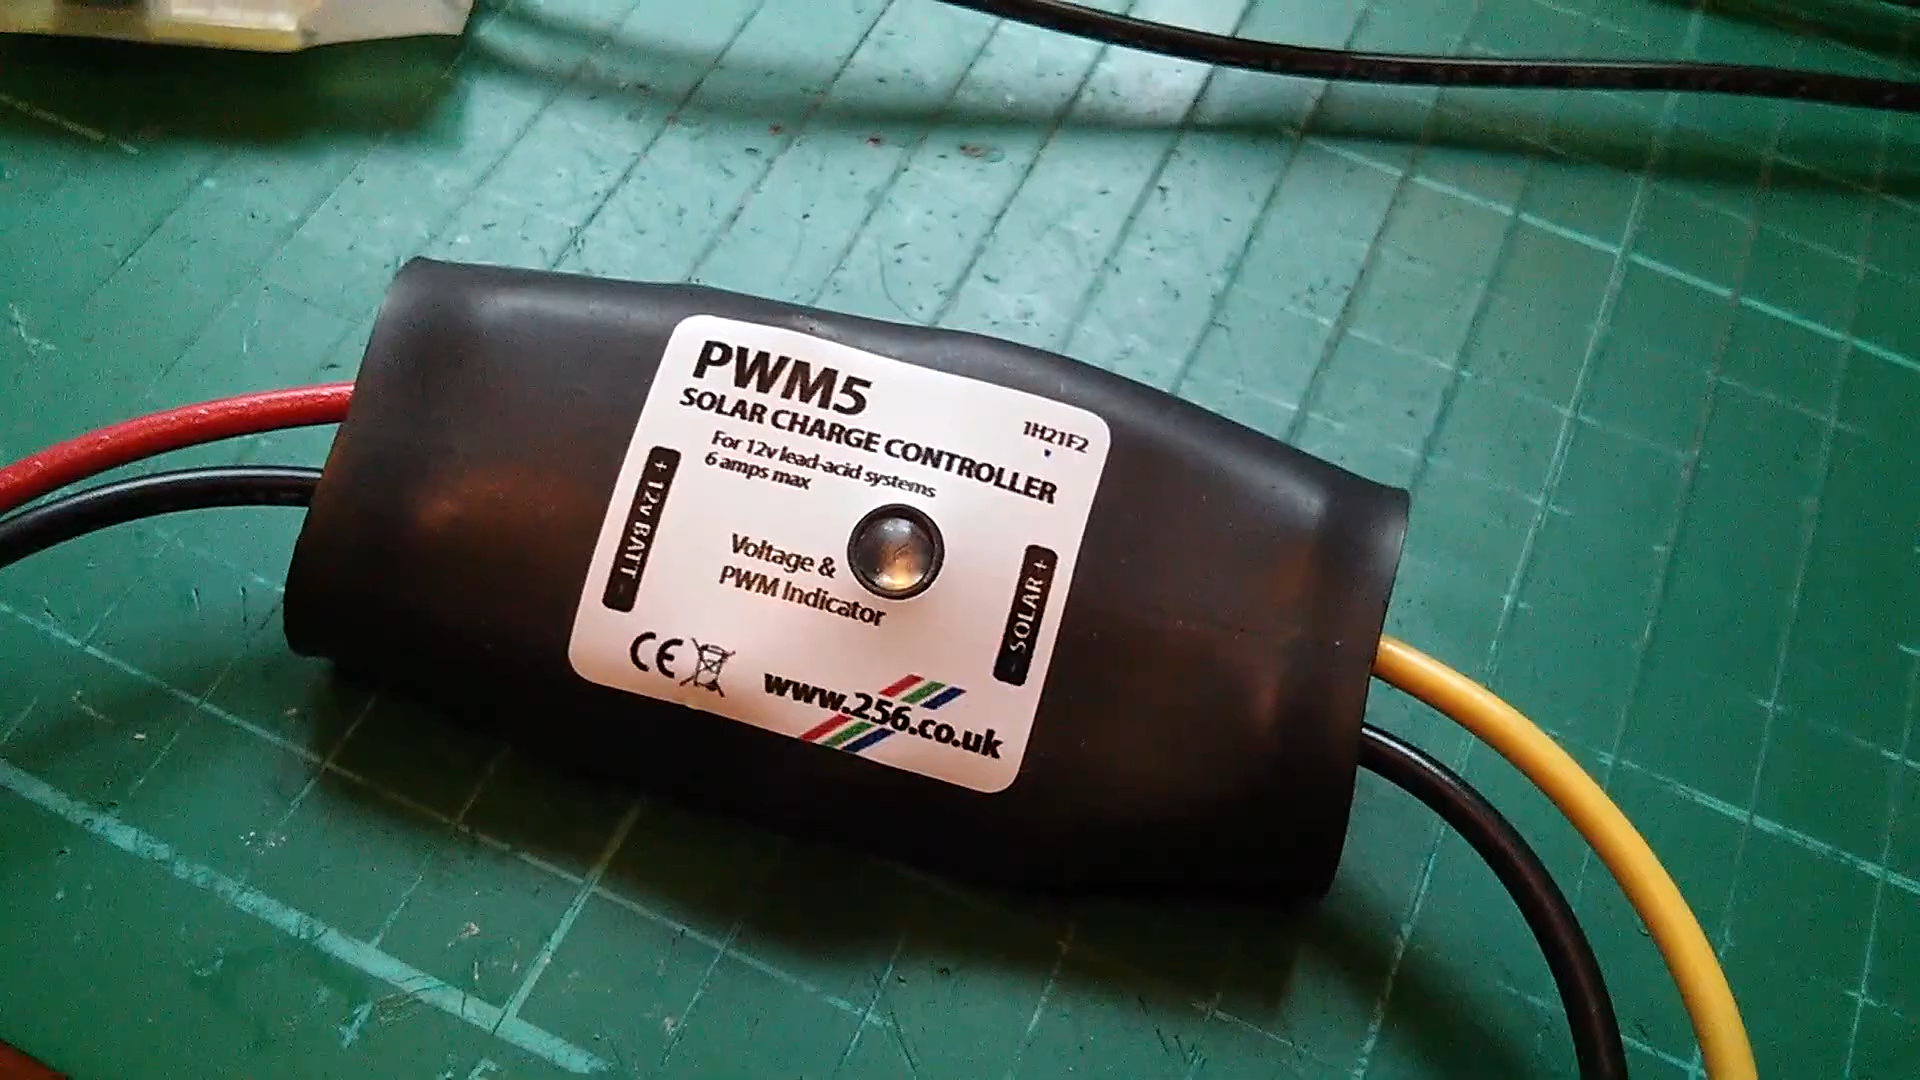 PWM5
SOLAR CHARGE CONTROLLER
1H21F2
For 12v lead-acid systems
6 amps max
+ 12v BATT -
Voltage &
PWM Indicator
- SOLAR +
CE
www.256.co.uk